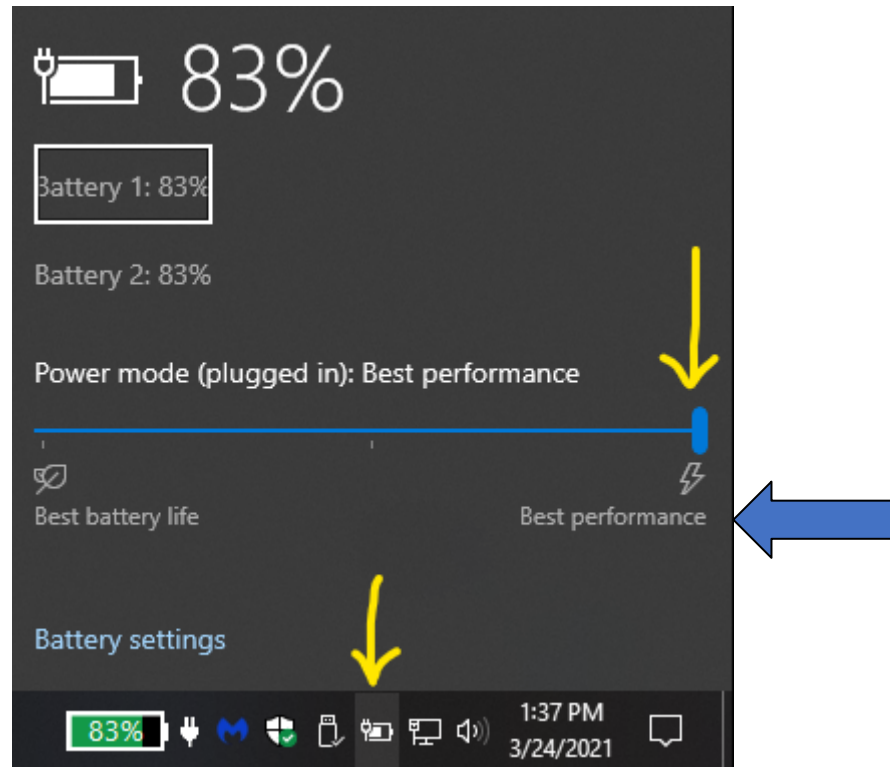 83%
Battery 1: 83%
Battery 2: 83%
Power mode (plugged in): Best performance
Best battery life Best performance
Battery settings
83% 1:37 PM
3/24/2021